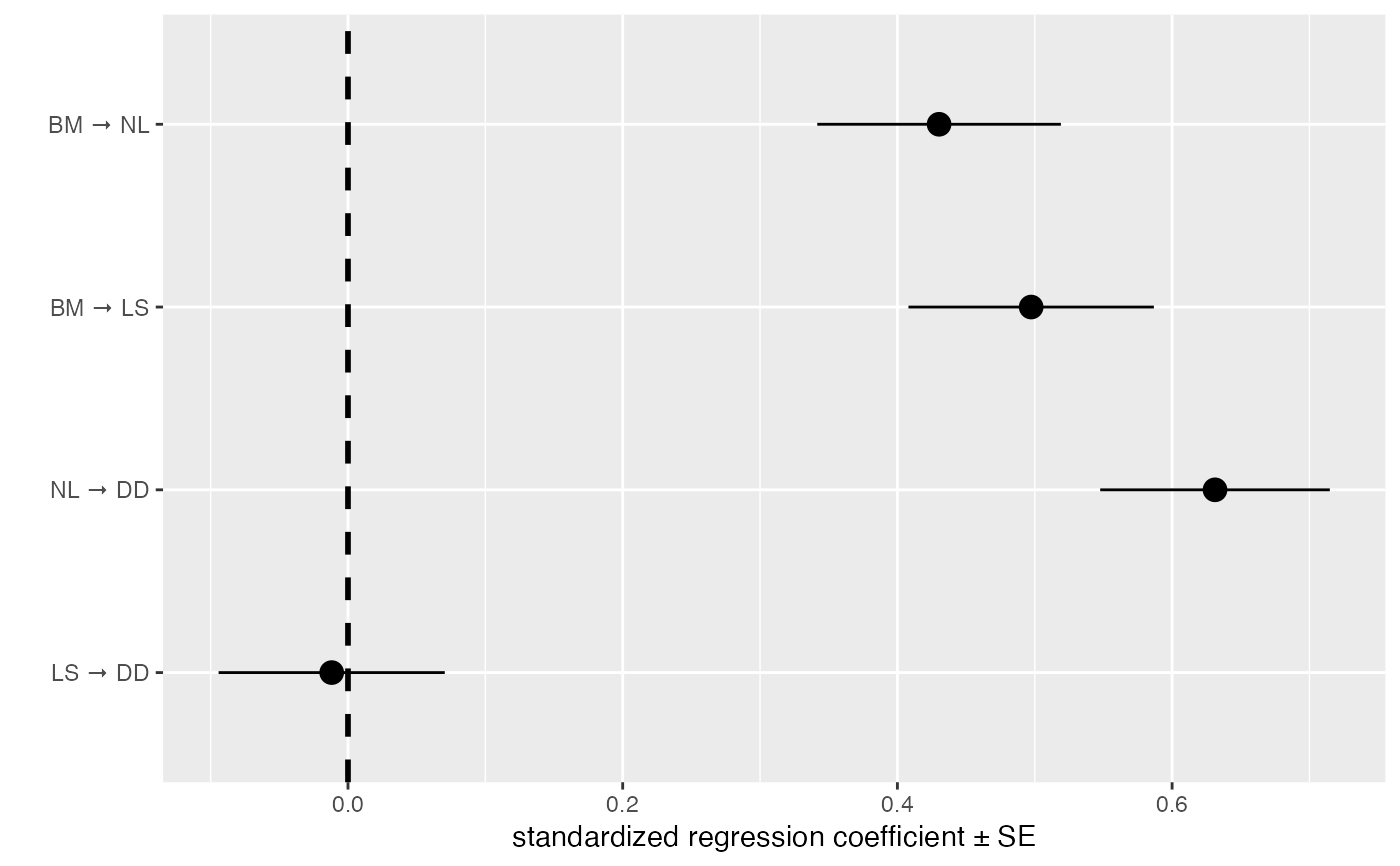 BM → NL
BM → LS
NL → DD
LS → DD
0.0 0.2 0.4 0.6
standardized regression coefficient ± SE